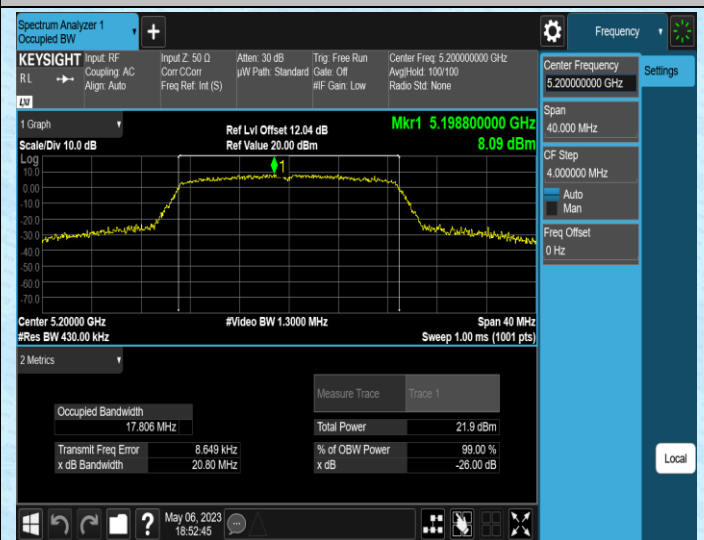 Spectrum Analyzer 1
Occupied BW
+
Frequency
KEYSIGHT
Input: RF
Input Z: 50 Ω
Atten: 30 dB
Trig: Free Run
Center Freq: 5.200000000 GHz
RL
Coupling: AC
Corr CCorr
µW Path: Standard
Gate: Off
Avg|Hold: 100/100
Align: Auto
Freq Ref: Int (S)
#IF Gain: Low
Radio Std: None
LXI
Center Frequency
5.200000000 GHz
Settings
Span
40.000 MHz
CF Step
4.000000 MHz
Auto
Man
Freq Offset
0 Hz
Local
1 Graph
Ref Lvl Offset 12.04 dB
Mkr1 5.198800000 GHz
Scale/Div 10.0 dB
Ref Value 20.00 dBm
8.09 dBm
Log
10.0
0.00
-10.0
-20.0
-30.0
-40.0
-50.0
-60.0
-70.0
1
Center 5.20000 GHz
#Video BW 1.3000 MHz
Span 40 MHz
#Res BW 430.00 kHz
Sweep 1.00 ms (1001 pts)
2 Metrics
Measure Trace
Trace 1
Occupied Bandwidth
17.806 MHz
Total Power
21.9 dBm
Transmit Freq Error
8.649 kHz
% of OBW Power
99.00 %
x dB Bandwidth
20.80 MHz
x dB
-26.00 dB
?
May 06, 2023
18:52:45